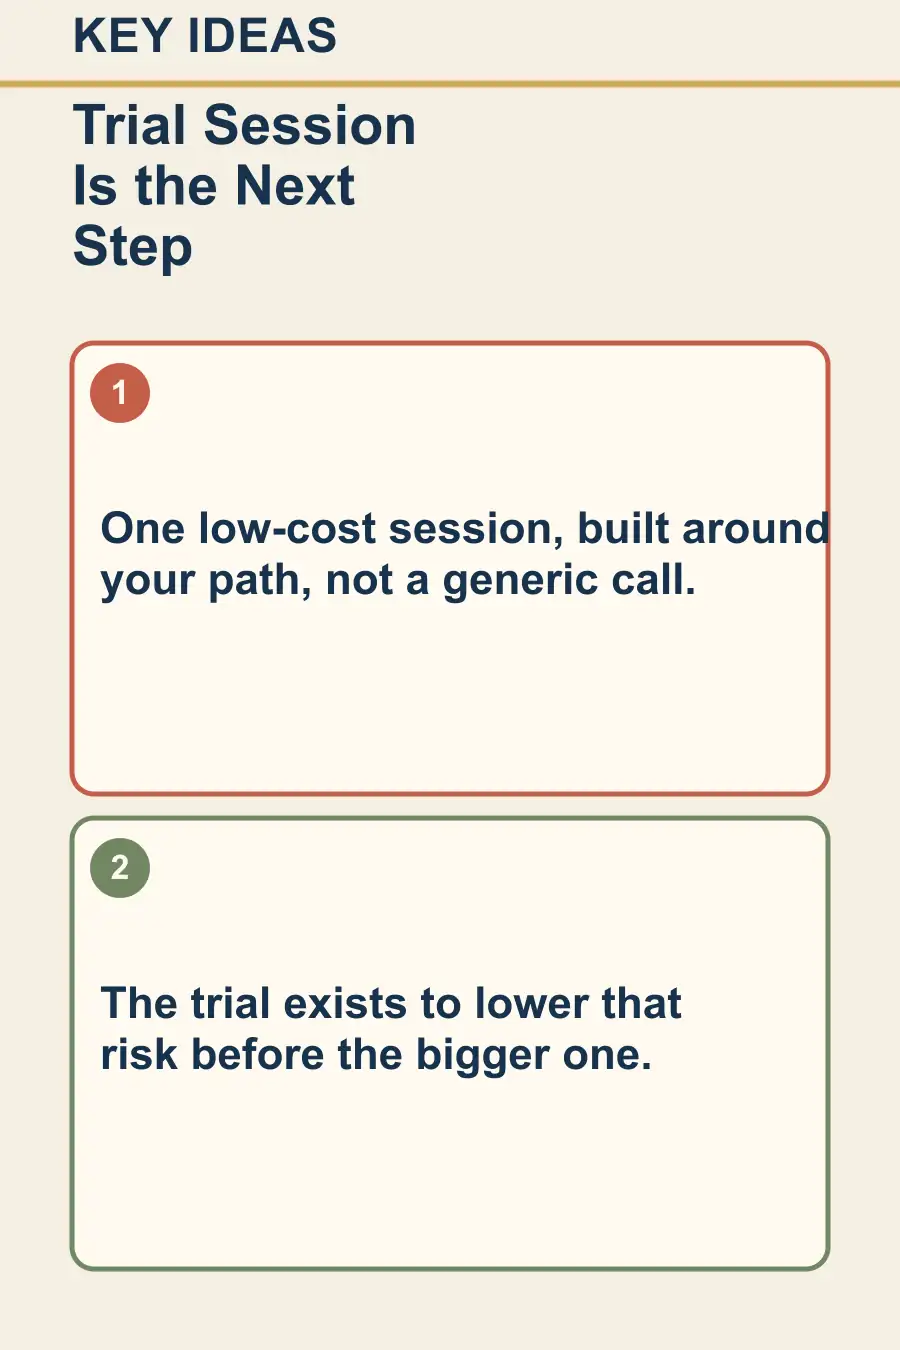 KEY IDEAS
Trial Session
Is the Next
Step
1
One low-cost session, built around
your path, not a generic call.
2
The trial exists to lower that
risk before the bigger one.